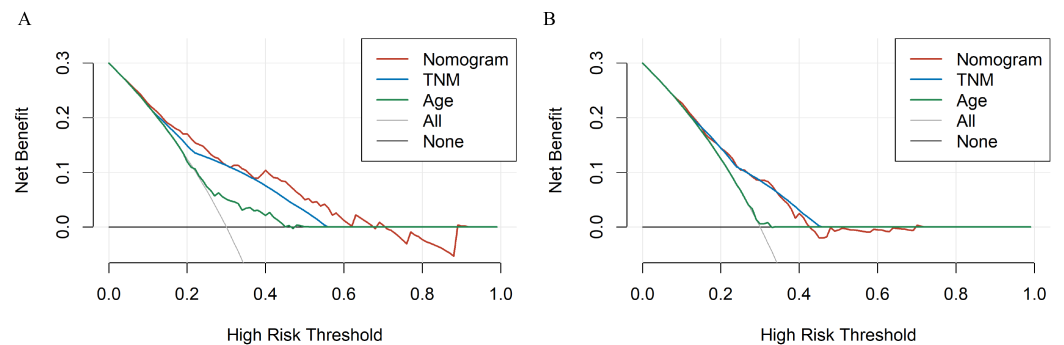 A
Net Benefit
0.3
0.2
0.1
0.0
Nomogram
TNM
Age
All
None
0.0 0.2 0.4 0.6 0.8 1.0
High Risk Threshold
B
Net Benefit
0.3
0.2
0.1
0.0
Nomogram
TNM
Age
All
None
0.0 0.2 0.4 0.6 0.8 1.0
High Risk Threshold